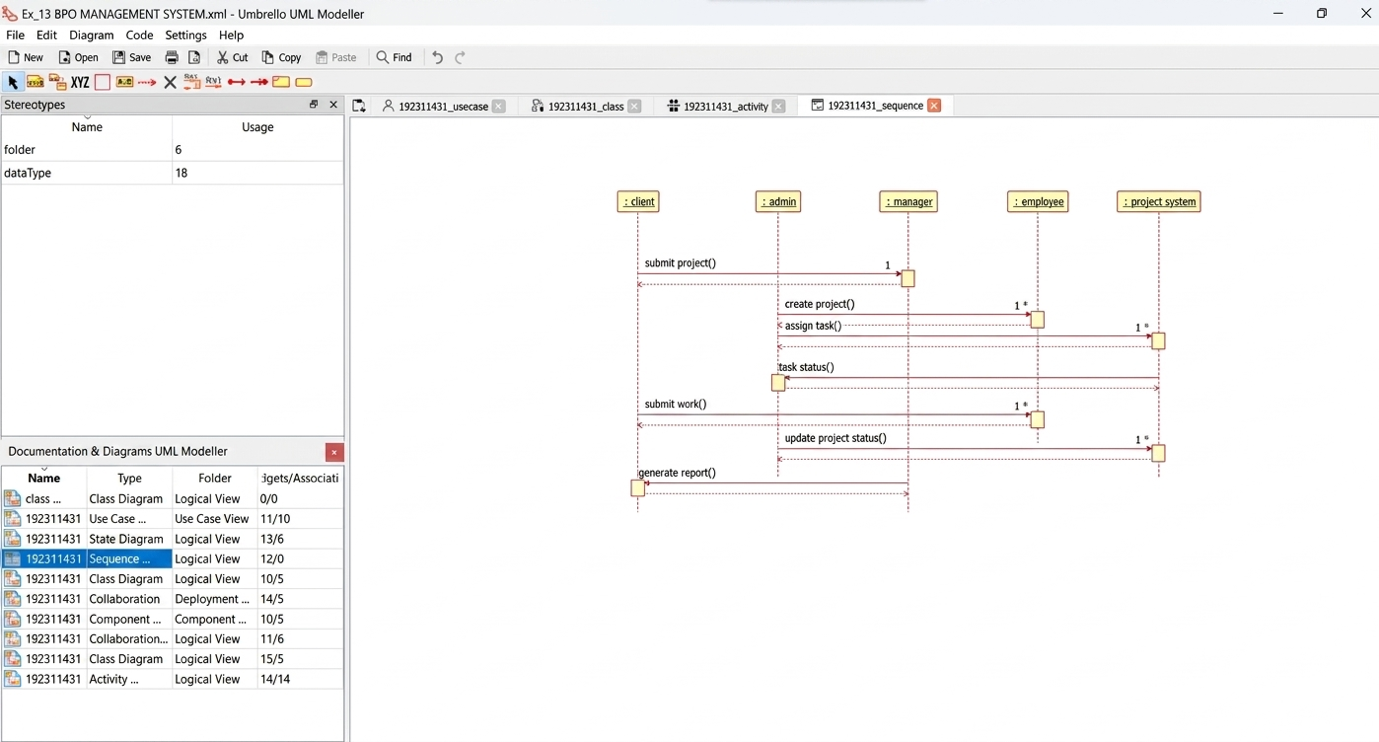 Ex_13 BPO MANAGEMENT SYSTEM.xml - Umbrello UML Modeller
File Edit Diagram Code Settings Help
New Open Save Cut Copy Paste Find
XYZ
Stereotypes
192311431_usecase 192311431_class 192311431_activity 192311431_sequence
Name Usage
folder 6
dataType 18
: client : admin : manager : employee : project system
submit project() 1
create project() 1 *
assign task() 1 *
task status()
submit work() 1 *
update project status() 1 *
generate report()
Documentation & Diagrams UML Modeller
Name Type Folder gets/Associati
class ... Class Diagram Logical View 0/0
192311431 Use Case ... Use Case View 11/10
192311431 State Diagram Logical View 13/6
192311431 Sequence ... Logical View 12/0
192311431 Class Diagram Logical View 10/5
192311431 Collaboration Deployment ... 14/5
192311431 Component ... Component ... 10/5
192311431 Collaboration... Logical View 11/6
192311431 Class Diagram Logical View 15/5
192311431 Activity ... Logical View 14/14